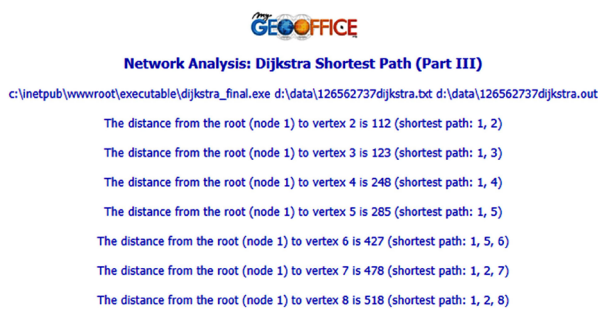 my
GEOOFFICE
Network Analysis: Dijkstra Shortest Path (Part III)
c:\inetpub\wwwroot\executable\dijkstra_final.exe d:\data\126562737dijkstra.txt d:\data\126562737dijkstra.out
The distance from the root (node 1) to vertex 2 is 112 (shortest path: 1, 2)
The distance from the root (node 1) to vertex 3 is 123 (shortest path: 1, 3)
The distance from the root (node 1) to vertex 4 is 248 (shortest path: 1, 4)
The distance from the root (node 1) to vertex 5 is 285 (shortest path: 1, 5)
The distance from the root (node 1) to vertex 6 is 427 (shortest path: 1, 5, 6)
The distance from the root (node 1) to vertex 7 is 478 (shortest path: 1, 2, 7)
The distance from the root (node 1) to vertex 8 is 518 (shortest path: 1, 2, 8)